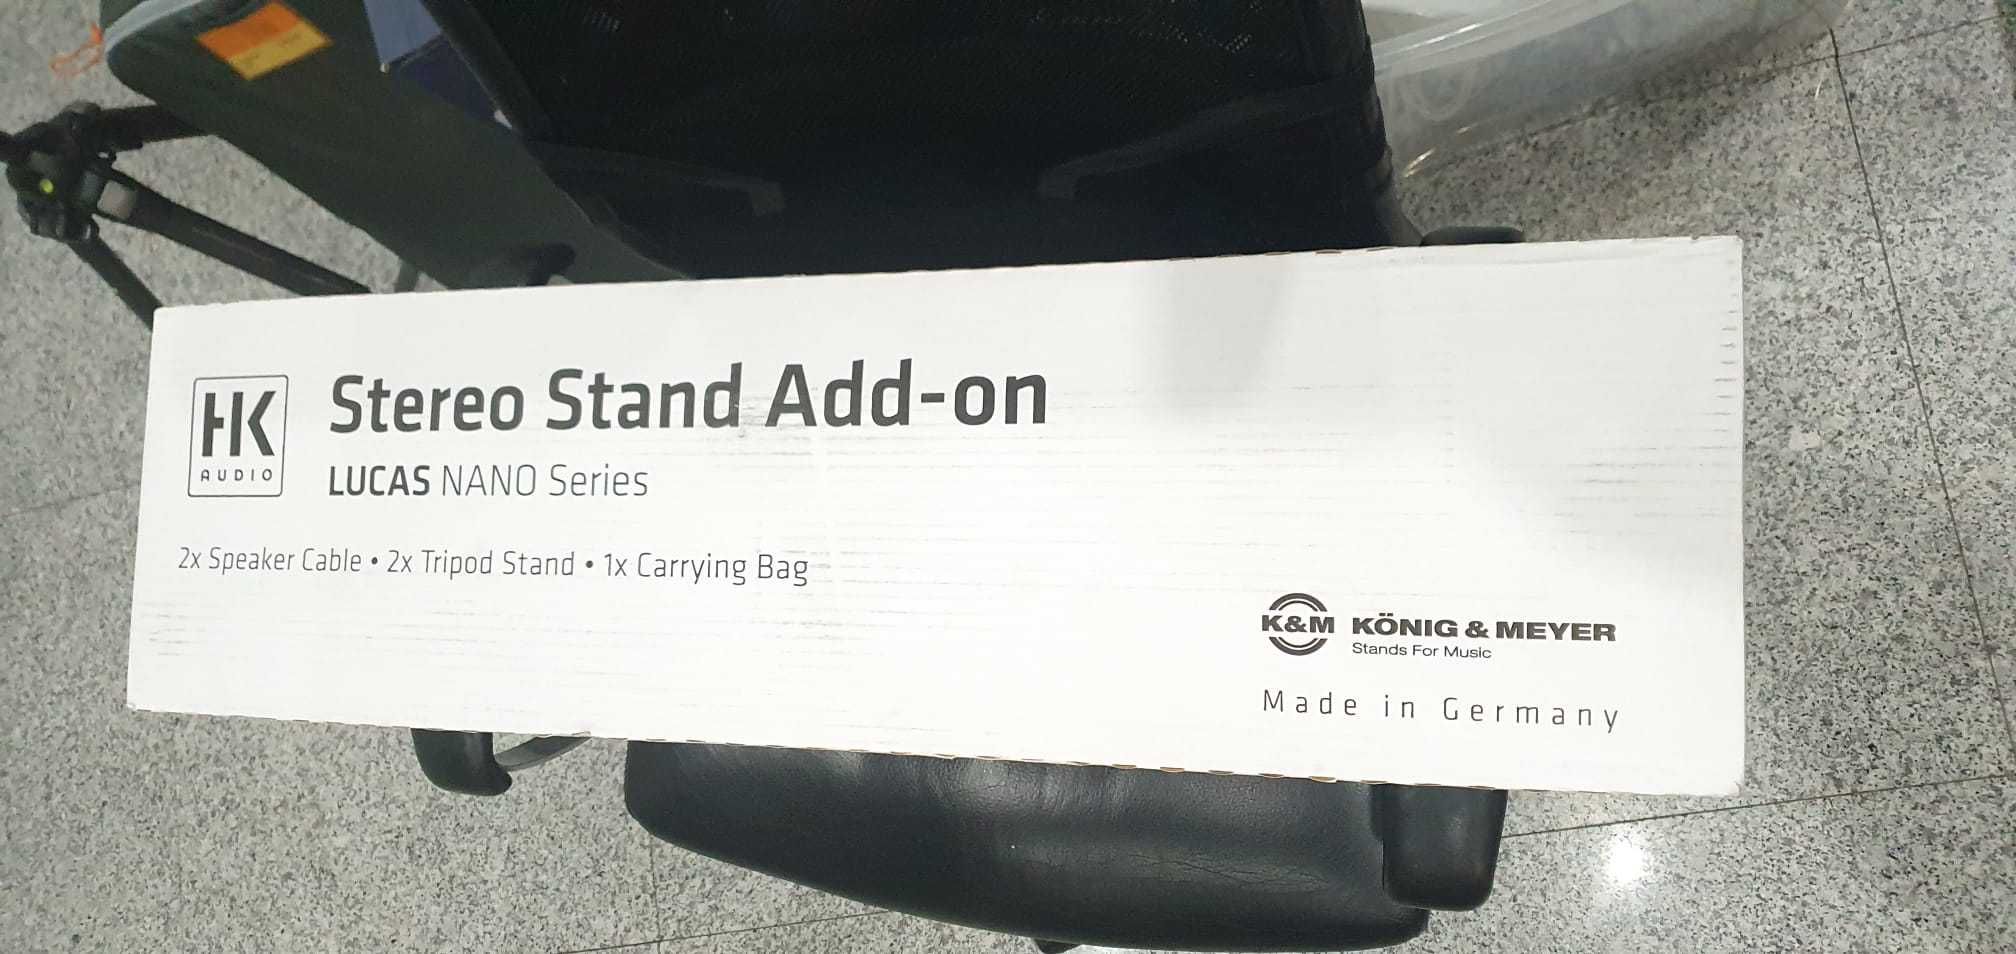 HK
AUDIO
Stereo Stand Add-on
LUCAS NANO Series
2x Speaker Cable • 2x Tripod Stand • 1x Carrying Bag
K&M KÖNIG & MEYER
Stands For Music
Made in Germany